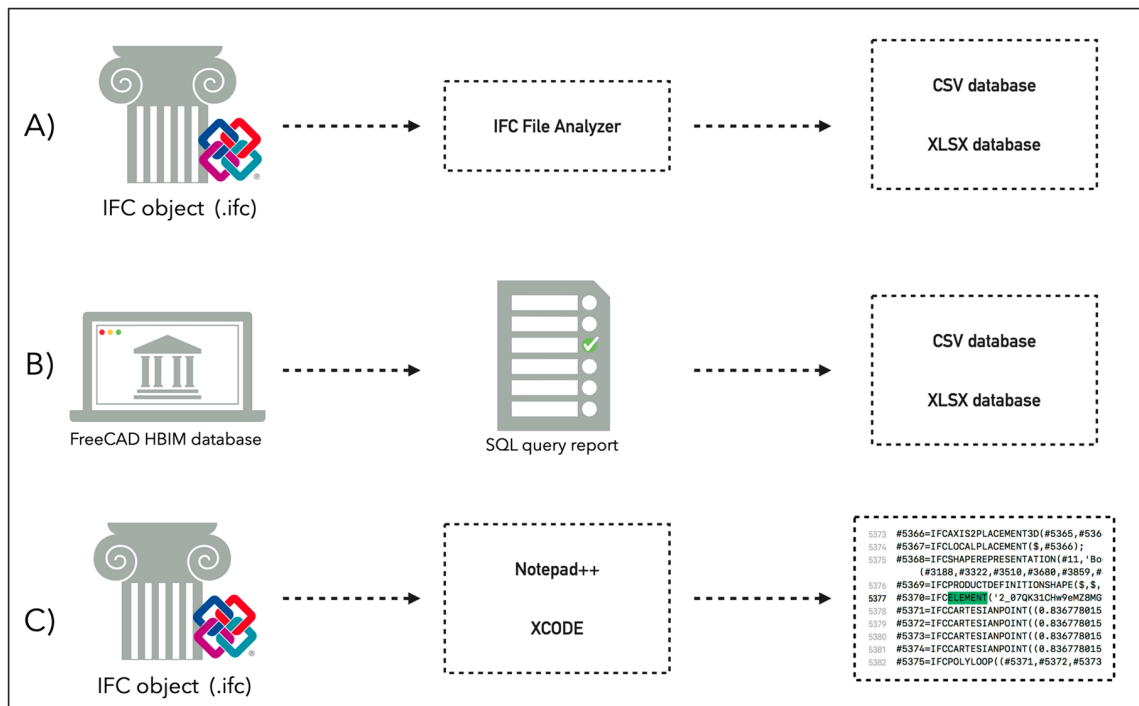 A)
IFC object (.ifc)
®
IFC File Analyzer
CSV database
XLSX database
B)
FreeCAD HBIM database
SQL query report
CSV database
XLSX database
C)
IFC object (.ifc)
®
Notepad++
XCODE
5373 #5366=IFCAXIS2PLACEMENT3D(#5365,#536
5374 #5367=IFCLOCALPLACEMENT($,#5366);
5375 #5368=IFCSHAPEREPRESENTATION(#11,'Bo
(#3188,#3322,#3510,#3680,#3859,#
5376 #5369=IFCPRODUCTDEFINITIONSHAPE($,$,
5377 #5370=IFCELEMENT('2_07QK31CHw9eMZ8MG
5378 #5371=IFCCARTESIANPOINT((0.836778015
5379 #5372=IFCCARTESIANPOINT((0.836778015
5380 #5373=IFCCARTESIANPOINT((0.836778015
5381 #5374=IFCCARTESIANPOINT((0.836778015
5382 #5375=IFCPOLYLOOP((#5371,#5372,#5373